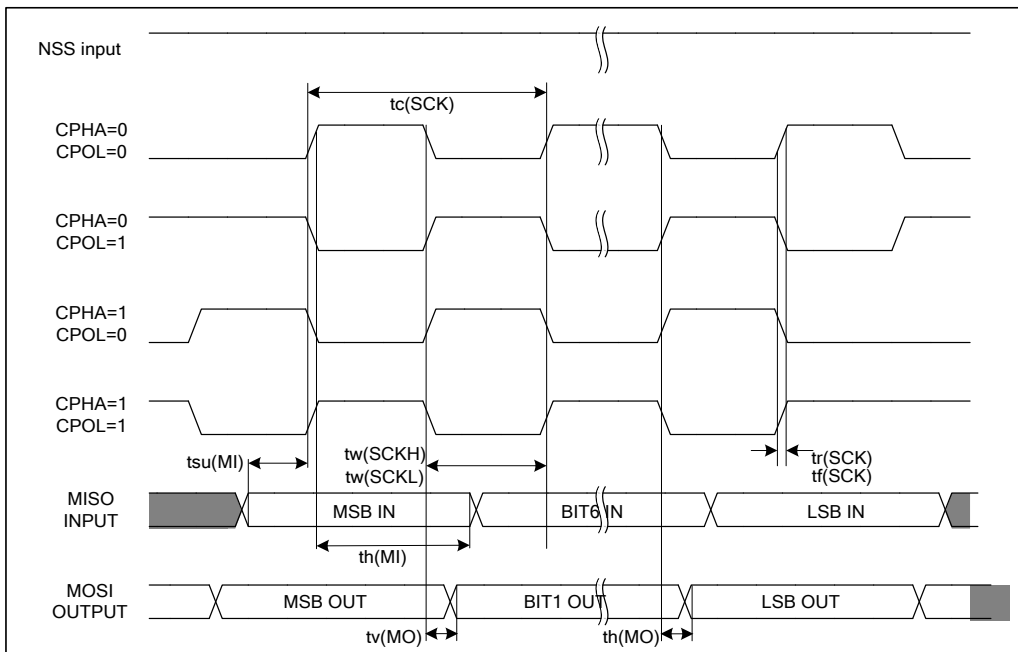 NSS input
tc(SCK)
CPHA=0
CPOL=0
CPHA=0
CPOL=1
CPHA=1
CPOL=0
CPHA=1
CPOL=1
tsu(MI)
tw(SCKH)
tw(SCKL)
tr(SCK)
tf(SCK)
MISO
INPUT
MSB IN
BIT6 IN
LSB IN
th(MI)
MOSI
OUTPUT
MSB OUT
BIT1 OUT
LSB OUT
tv(MO)
th(MO)